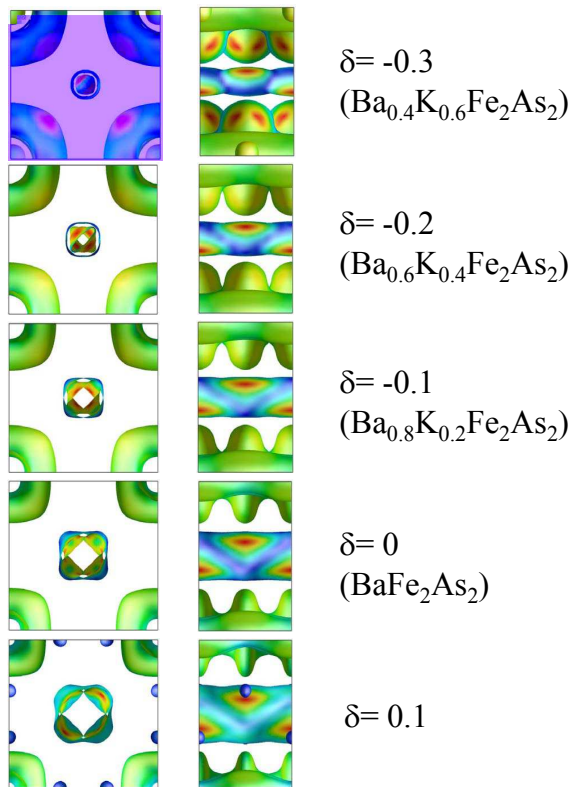 δ= -0.3
(Ba₀.₄K₀.₆Fe₂As₂)
δ= -0.2
(Ba₀.₆K₀.₄Fe₂As₂)
δ= -0.1
(Ba₀.₈K₀.₂Fe₂As₂)
δ= 0
(BaFe₂As₂)
δ= 0.1